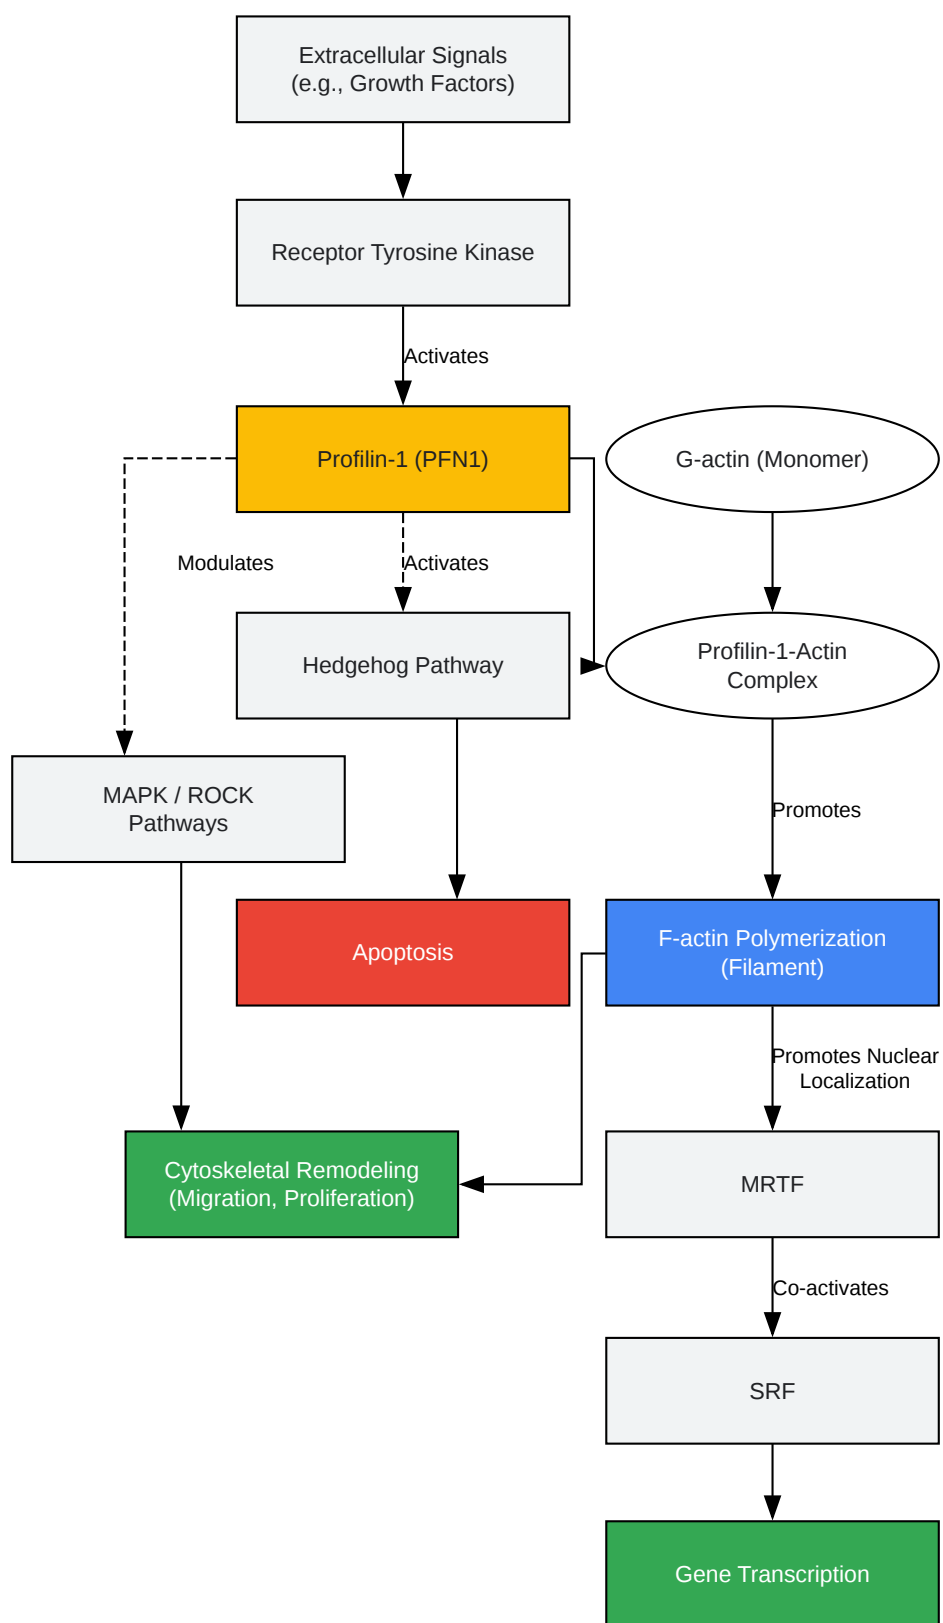 Extracellular Signals
(e.g., Growth Factors)
Receptor Tyrosine Kinase
Activates
Profilin-1 (PFN1)
G-actin (Monomer)
Modulates
Activates
Hedgehog Pathway
Profilin-1-Actin
Complex
MAPK / ROCK
Pathways
Promotes
Apoptosis
F-actin Polymerization
(Filament)
Promotes Nuclear
Localization
Cytoskeletal Remodeling
(Migration, Proliferation)
MRTF
Co-activates
SRF
Gene Transcription